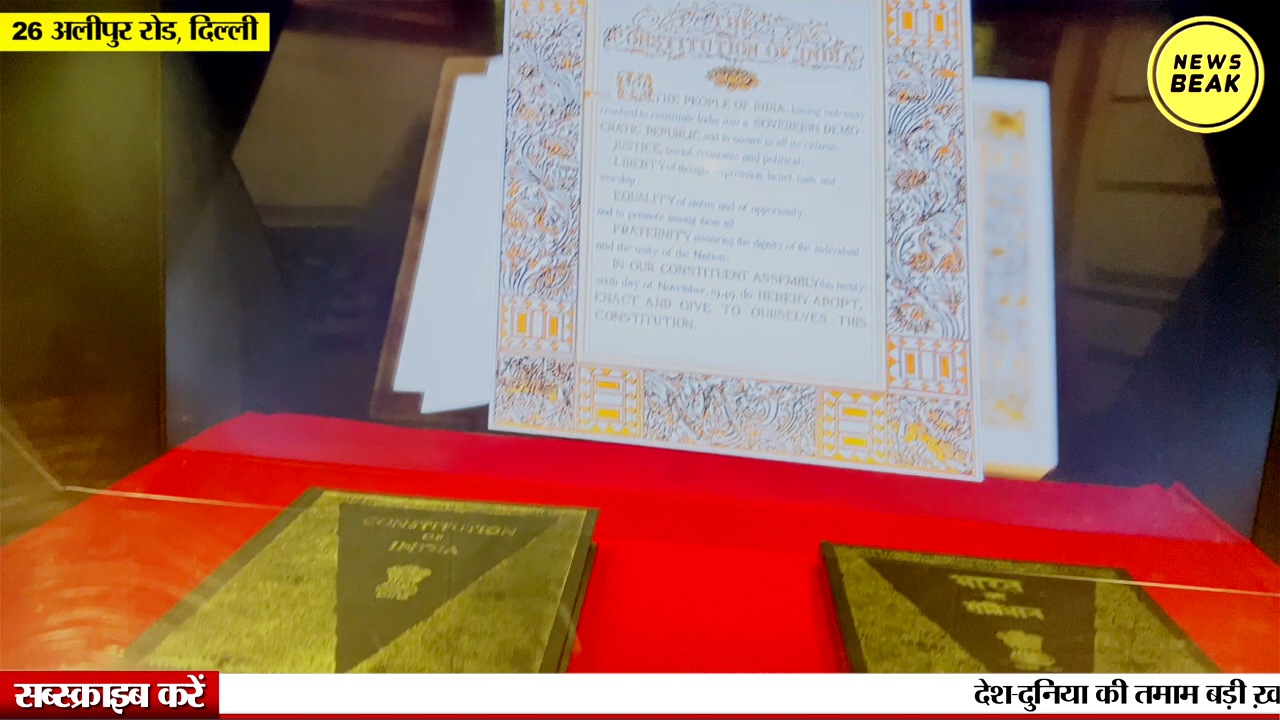 26 अलीपुर रोड, दिल्ली
NEWS
BEAK
THE
CONSTITUTION OF INDIA
WE, THE PEOPLE OF INDIA, having solemnly
resolved to constitute India into a SOVEREIGN DEMO-
CRATIC REPUBLIC and to secure to all its citizens:
JUSTICE, social, economic and political;
LIBERTY of thought, expression, belief, faith and
worship;
EQUALITY of status and of opportunity;
and to promote among them all
FRATERNITY assuring the dignity of the individual
and the unity of the Nation;
IN OUR CONSTITUENT ASSEMBLY this twenty-
sixth day of November, 1949, do HEREBY ADOPT,
ENACT AND GIVE TO OURSELVES THIS
CONSTITUTION.
CONSTITUTION
OF
INDIA
भारत
का
संविधान
सब्स्क्राइब करें
देश-दुनिया की तमाम बड़ी ख़